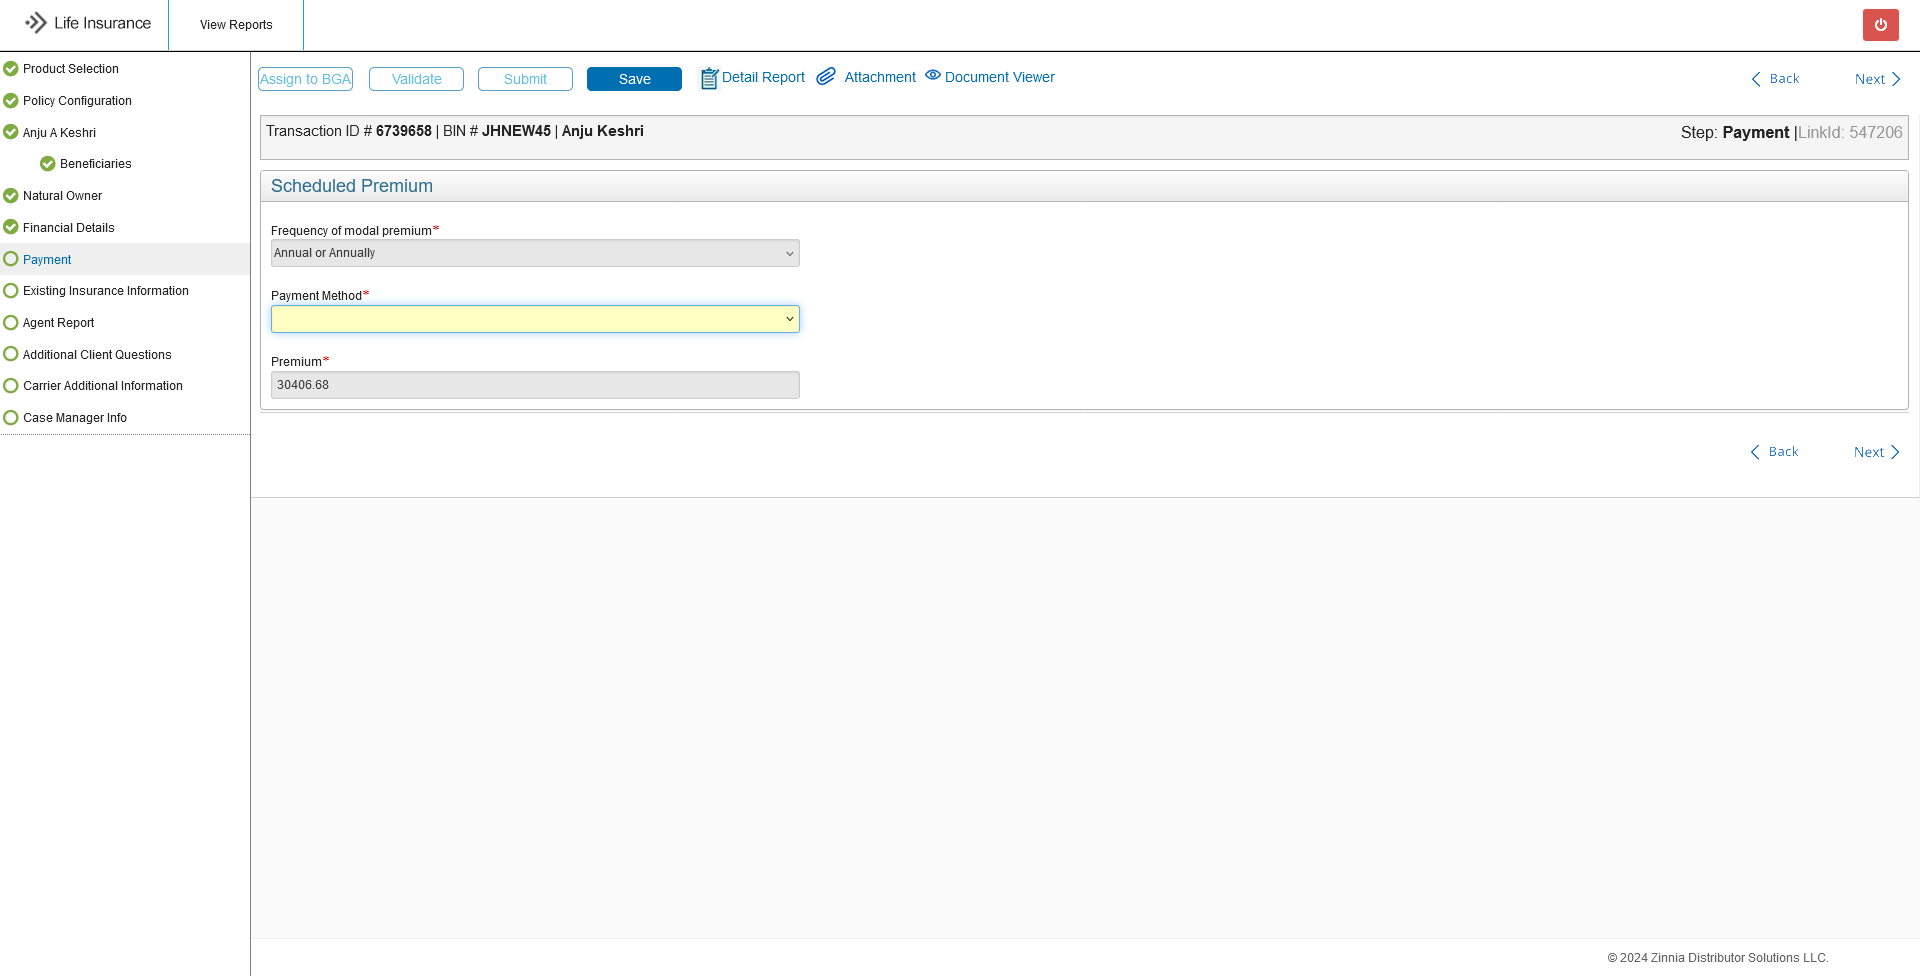 Life Insurance
View Reports
Product Selection
Policy Configuration
Anju A Keshri
Beneficiaries
Natural Owner
Financial Details
Payment
Existing Insurance Information
Agent Report
Additional Client Questions
Carrier Additional Information
Case Manager Info
Assign to BGA
Validate
Submit
Save
Detail Report
Attachment
Document Viewer
Back
Next
Transaction ID # 6739658 | BIN # JHNEW45 | Anju Keshri
Step: Payment |LinkId: 547206
Scheduled Premium
Frequency of modal premium*
Annual or Annually
Payment Method*
Premium*
30406.68
Back
Next
© 2024 Zinnia Distributor Solutions LLC.